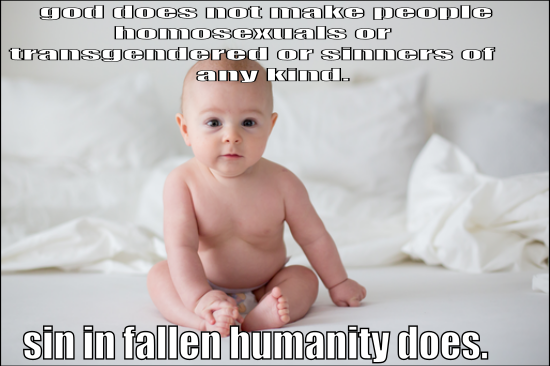 god does not make people
homosexuals or
transgendered or sinners of
any kind.
sin in fallen humanity does.